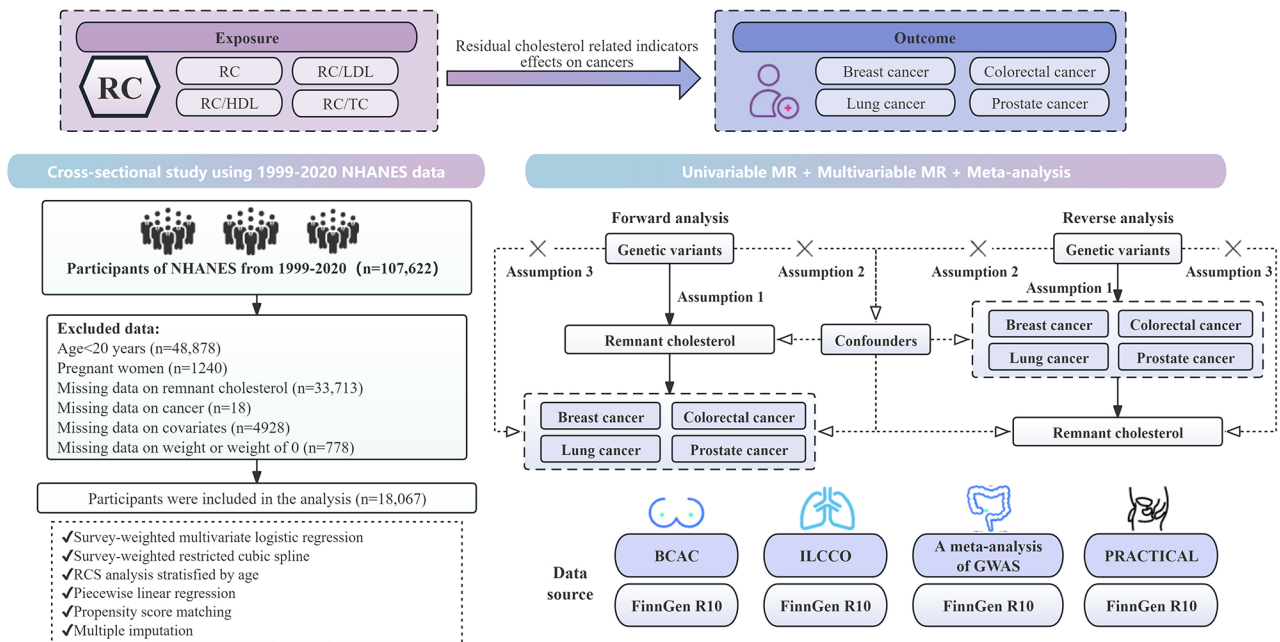 Exposure
RC
RC
RC/LDL
RC/HDL
RC/TC
Residual cholesterol related indicators
effects on cancers
Outcome
Breast cancer
Colorectal cancer
Lung cancer
Prostate cancer
Cross-sectional study using 1999-2020 NHANES data
Participants of NHANES from 1999-2020（n=107,622）
Excluded data:
Age<20 years (n=48,878)
Pregnant women (n=1240)
Missing data on remnant cholesterol (n=33,713)
Missing data on cancer (n=18)
Missing data on covariates (n=4928)
Missing data on weight or weight of 0 (n=778)
Participants were included in the analysis (n=18,067)
✓Survey-weighted multivariate logistic regression
✓Survey-weighted restricted cubic spline
✓RCS analysis stratisfied by age
✓Piecewise linear regression
✓Propensity score matching
✓Multiple imputation
Univariable MR + Multivariable MR + Meta-analysis
Forward analysis
Reverse analysis
Genetic variants
Genetic variants
Assumption 3
Assumption 2
Assumption 2
Assumption 3
Assumption 1
Assumption 1
Remnant cholesterol
Confounders
Breast cancer
Colorectal cancer
Lung cancer
Prostate cancer
Breast cancer
Colorectal cancer
Lung cancer
Prostate cancer
Remnant cholesterol
Data
source
BCAC
ILCCO
A meta-analysis
of GWAS
PRACTICAL
FinnGen R10
FinnGen R10
FinnGen R10
FinnGen R10